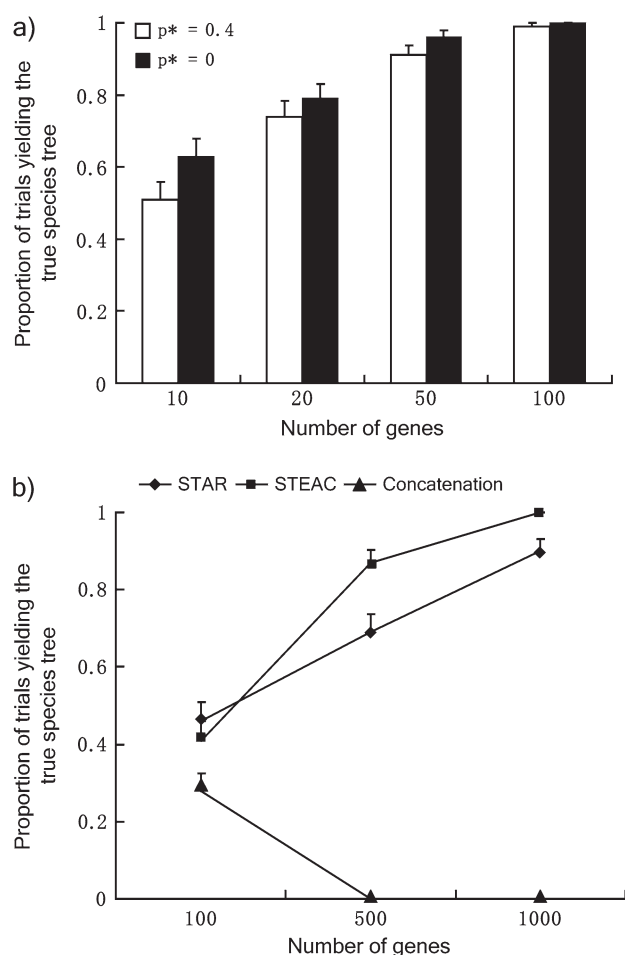 a)
p* = 0.4
p* = 0
Proportion of trials yielding the
true species tree
1
0.8
0.6
0.4
0.2
0
10 20 50 100
Number of genes
b)
STAR STEAC Concatenation
Proportion of trials yielding the
true species tree
1
0.8
0.6
0.4
0.2
0
100 500 1000
Number of genes